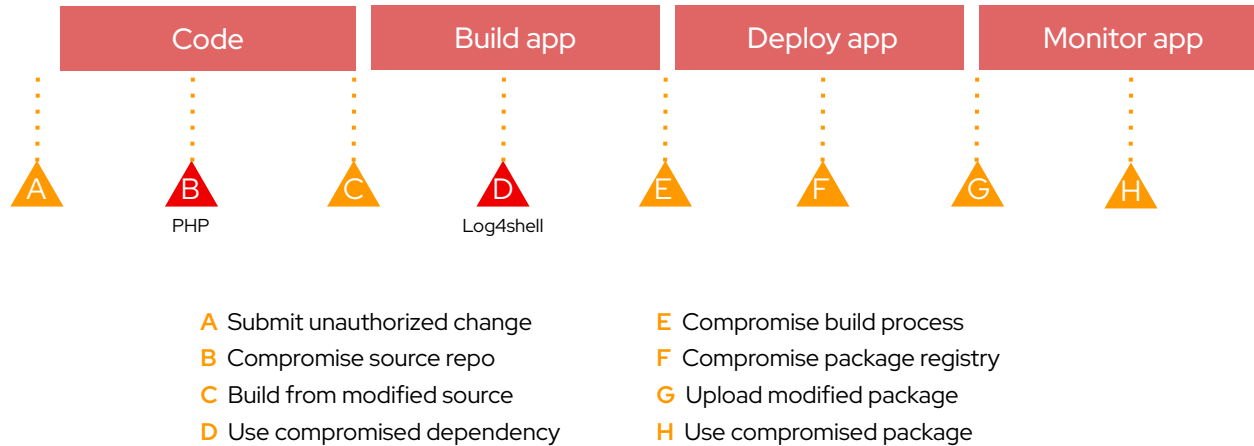 Code Build app Deploy app Monitor app
A B C D E F G H
PHP Log4shell
A Submit unauthorized change
B Compromise source repo
C Build from modified source
D Use compromised dependency
E Compromise build process
F Compromise package registry
G Upload modified package
H Use compromised package